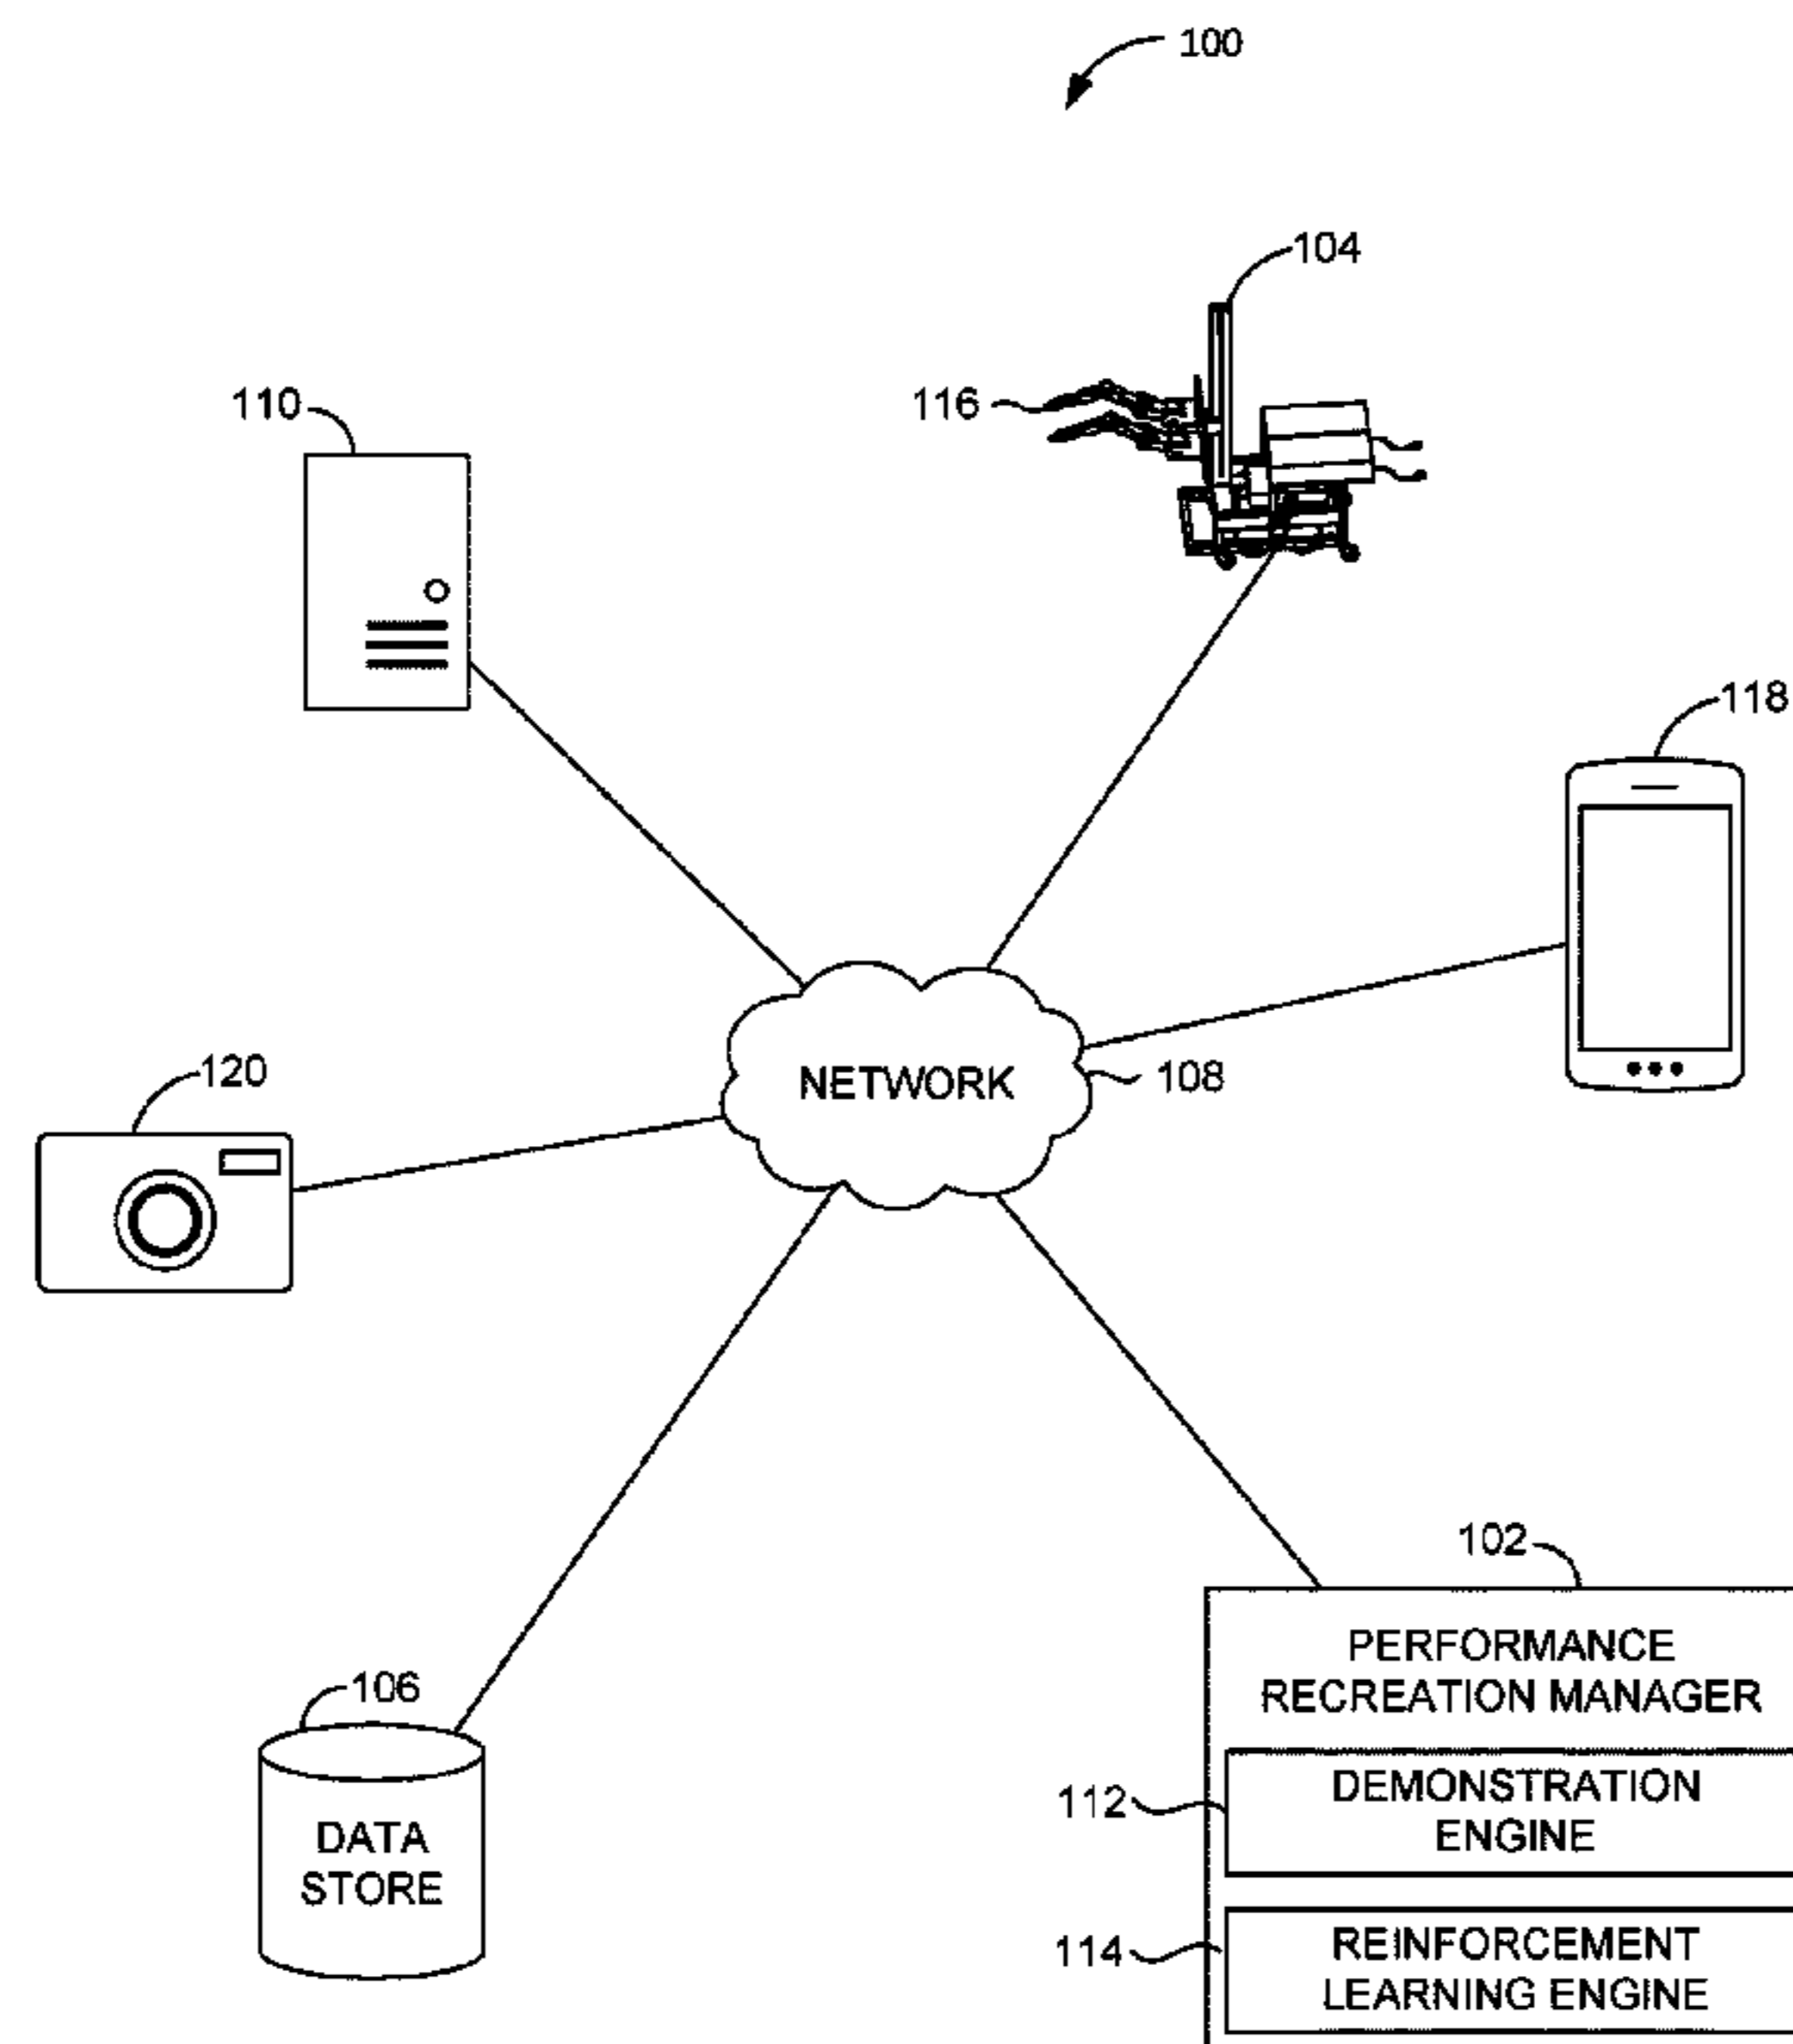 100
104
110
116
118
120
NETWORK
108
102
PERFORMANCE
RECREATION MANAGER
106
112
DEMONSTRATION
ENGINE
DATA
STORE
114
REINFORCEMENT
LEARNING ENGINE